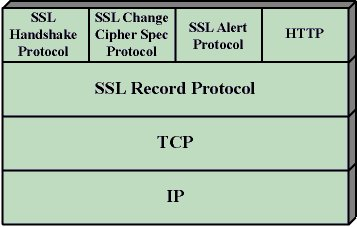 SSL
Handshake
Protocol
SSL Change
Cipher Spec
Protocol
SSL Alert
Protocol
HTTP
SSL Record Protocol
TCP
IP